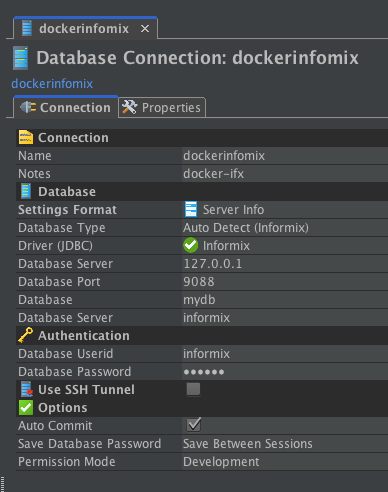 dockerinfomix ×
Database Connection: dockerinfomix
dockerinfomix
Connection Properties
Connection
Name dockerinfomix
Notes docker-ifx
Database
Settings Format Server Info
Database Type Auto Detect (Informix)
Driver (JDBC) Informix
Database Server 127.0.0.1
Database Port 9088
Database mydb
Database Server informix
Authentication
Database Userid informix
Database Password ●●●●●●
Use SSH Tunnel
Options
Auto Commit
Save Database Password Save Between Sessions
Permission Mode Development